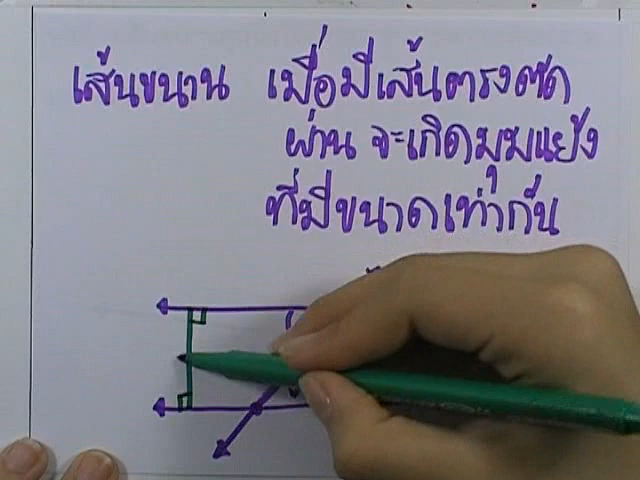 เส้นขนาน เมื่อมีเส้นตรงตัด
ผ่าน จะเกิดมุมแย้ง
ที่มีขนาดเท่ากัน